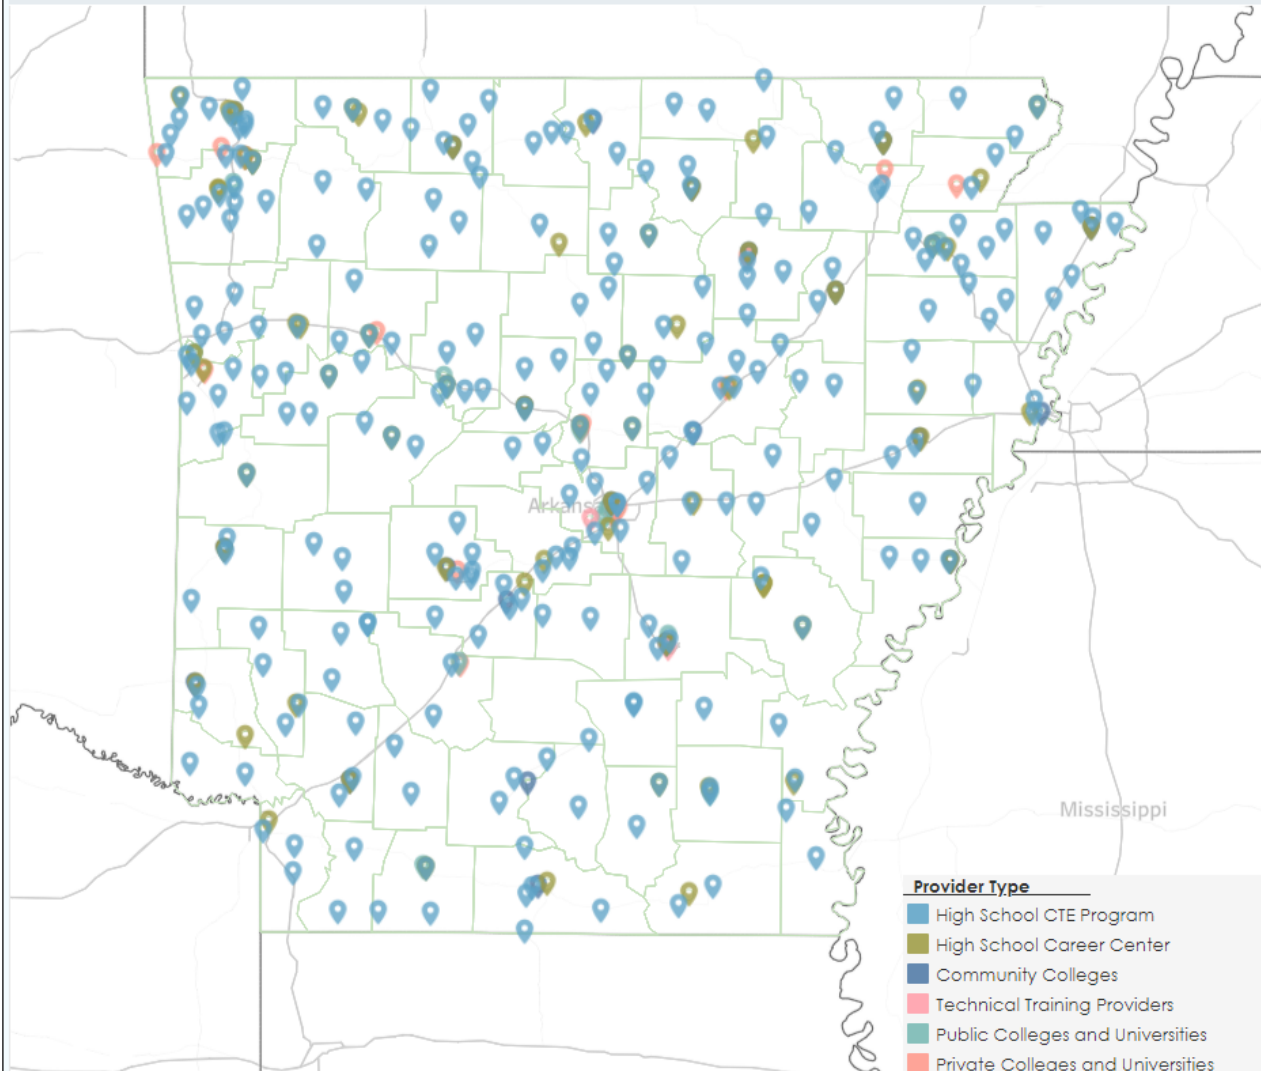 Arkansas
Mississippi
Provider Type
High School CTE Program
High School Career Center
Community Colleges
Technical Training Providers
Public Colleges and Universities
Private Colleges and Universities